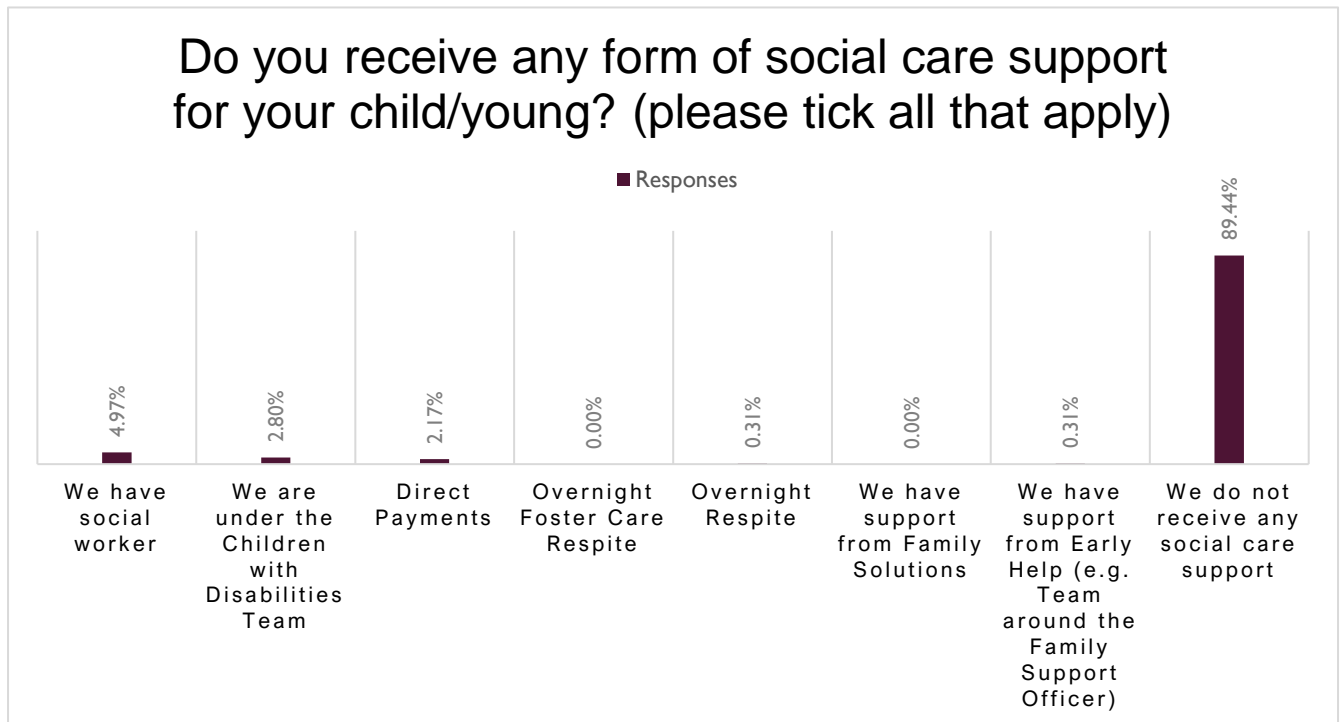 Do you receive any form of social care support
for your child/young? (please tick all that apply)
Responses
4.97%
2.80%
2.17%
0.00%
0.31%
0.00%
0.31%
89.44%
We have
social
worker
We are
under the
Children
with
Disabilities
Team
Direct
Payments
Overnight
Foster Care
Respite
Overnight
Respite
We have
support
from Family
Solutions
We have
support
from Early
Help (e.g.
Team
around the
Family
Support
Officer)
We do not
receive any
social care
support